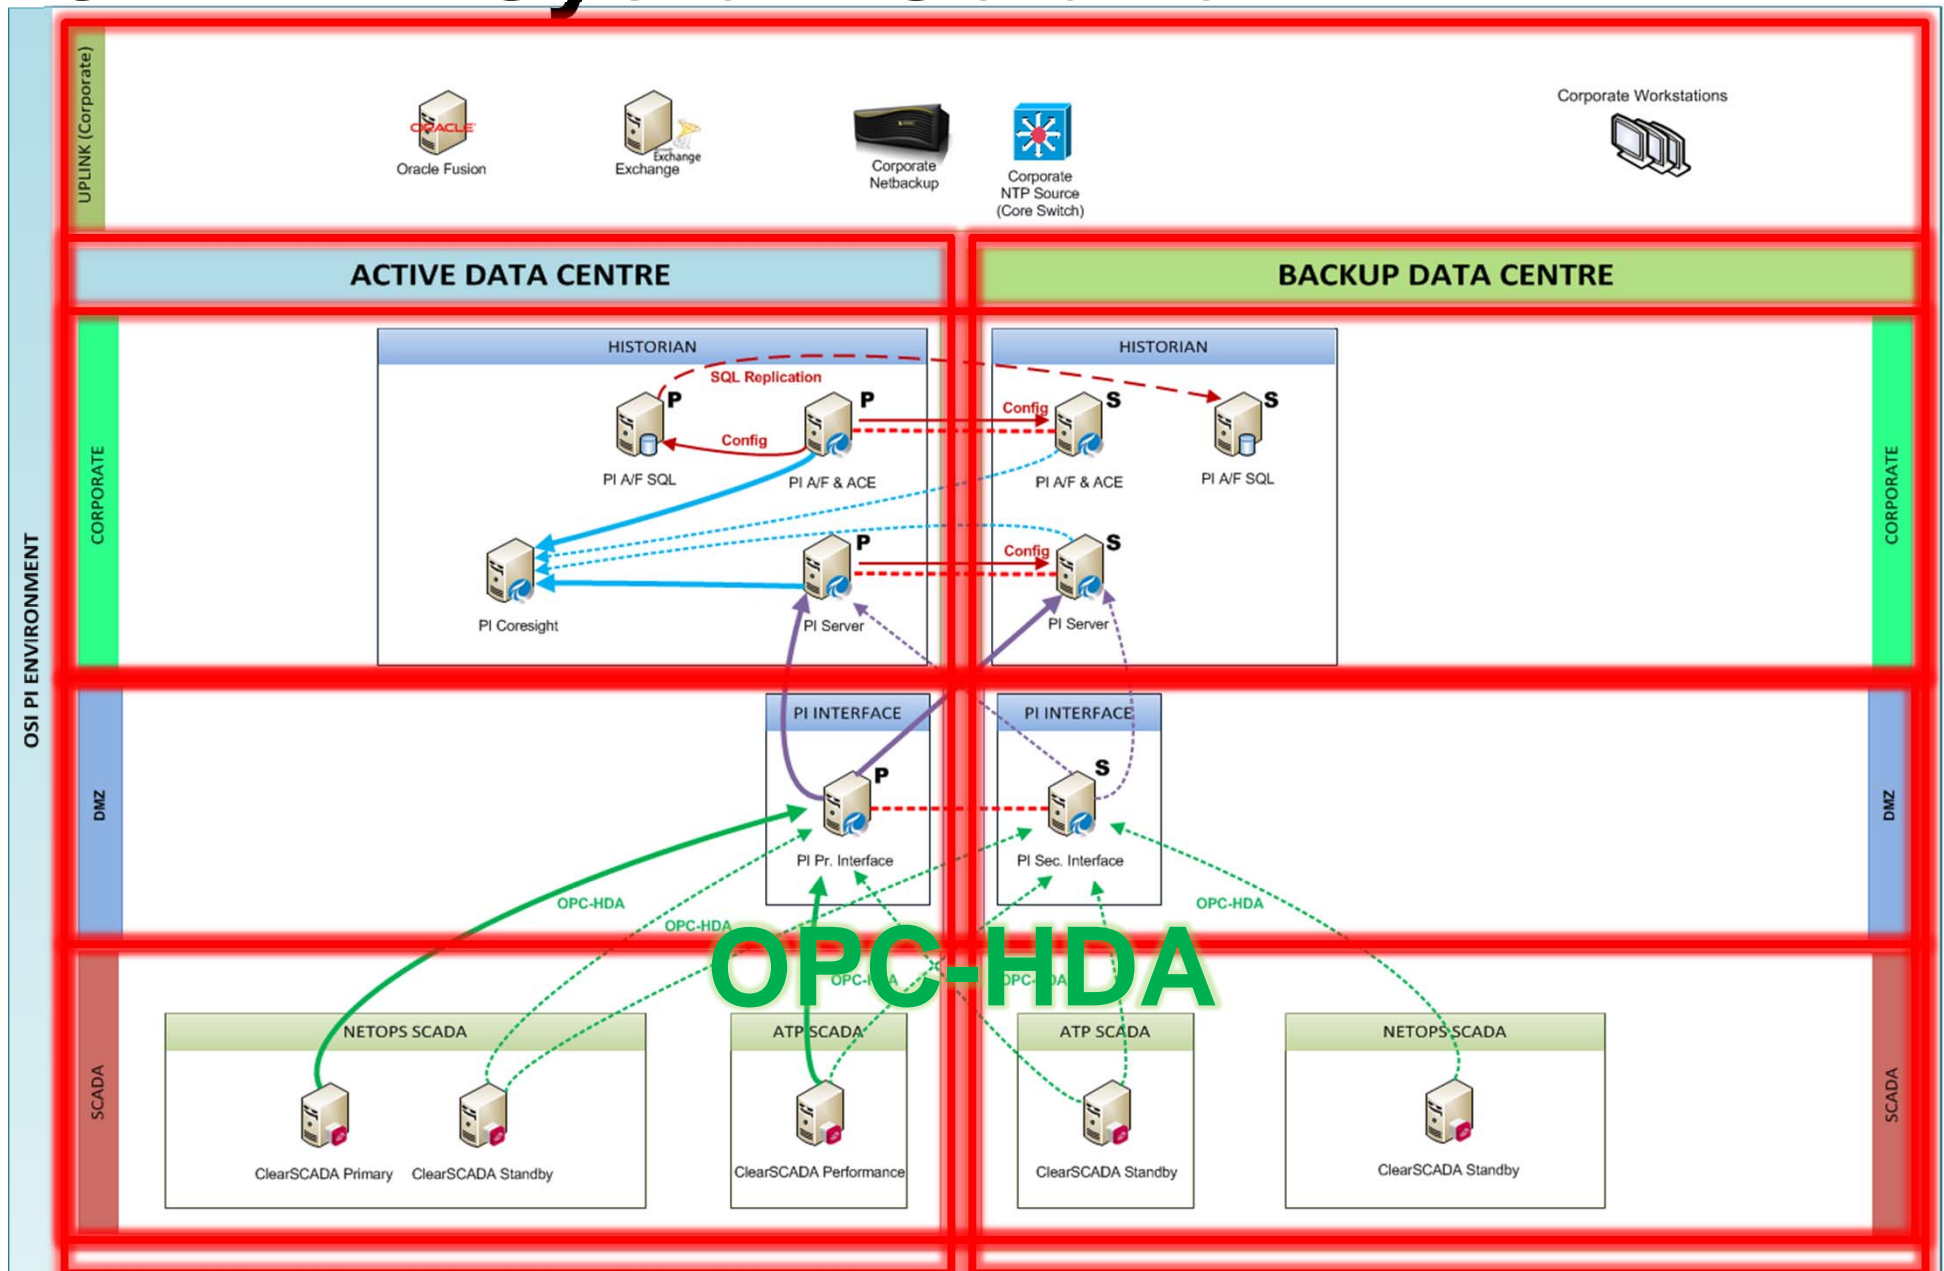 UPLINK (Corporate)
ORACLE
Oracle Fusion
Exchange
Exchange
Corporate
Netbackup
Corporate
NTP Source
(Core Switch)
Corporate Workstations
OSI PI ENVIRONMENT
ACTIVE DATA CENTRE
BACKUP DATA CENTRE
CORPORATE
HISTORIAN
SQL Replication
P
P
Config
PI A/F SQL
PI A/F & ACE
P
PI Coresight
PI Server
HISTORIAN
Config
S
S
PI A/F & ACE
PI A/F SQL
Config
S
PI Server
CORPORATE
DMZ
PI INTERFACE
P
PI Pr. Interface
PI INTERFACE
S
PI Sec. Interface
DMZ
OPC-HDA
OPC-HDA
OPC-HDA
OPC-HDA
SCADA
NETOPS SCADA
ClearSCADA Primary
ClearSCADA Standby
ATP SCADA
ClearSCADA Performance
ATP SCADA
ClearSCADA Standby
NETOPS SCADA
ClearSCADA Standby
SCADA